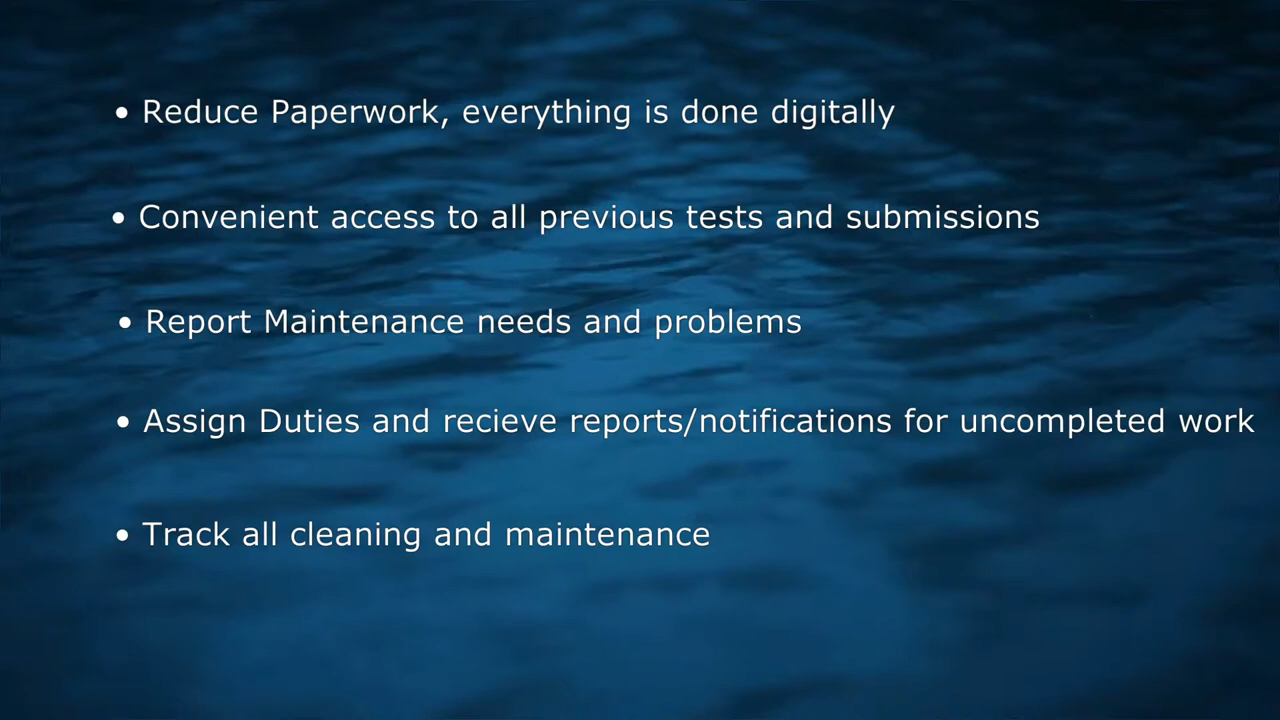 • Reduce Paperwork, everything is done digitally
• Convenient access to all previous tests and submissions
• Report Maintenance needs and problems
• Assign Duties and recieve reports/notifications for uncompleted work
• Track all cleaning and maintenance